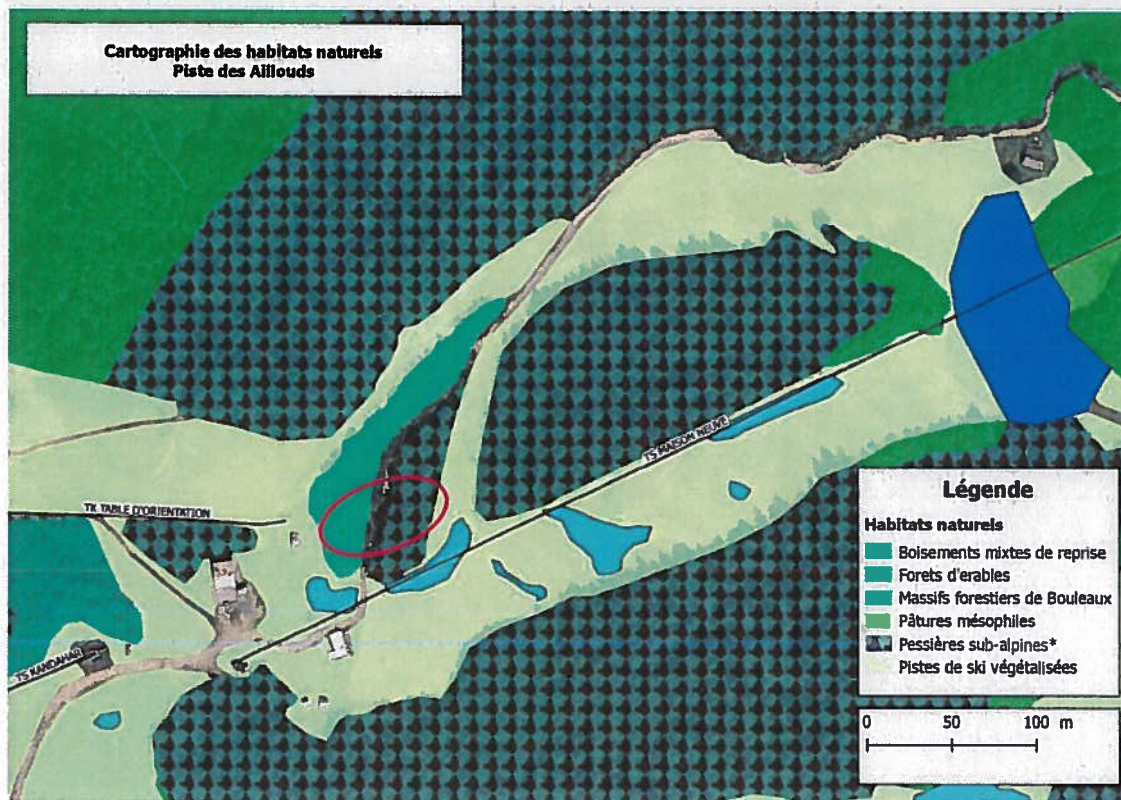 Cartographie des habitats naturels
Piste des Aillouds
TK TABLE D'ORIENTATION
TS MAISON NEUVE
TS KANDAHAR
Légende
Habitats naturels
Boisements mixtes de reprise
Forets d'erables
Massifs forestiers de Bouleaux
Pâtures mésophiles
Pessières sub-alpines*
Pistes de ski végétalisées
0 50 100 m